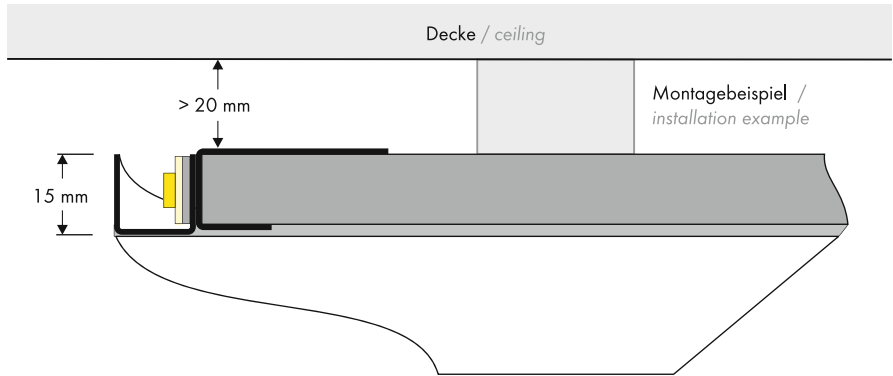 Decke / ceiling
> 20 mm
Montagebeispiel /
installation example
15 mm